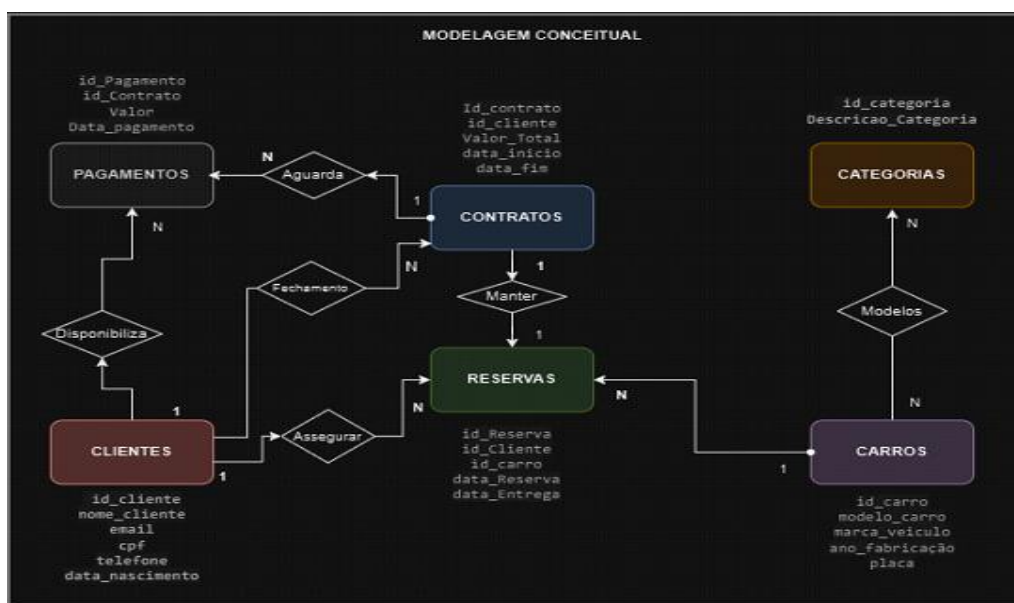 MODELAGEM CONCEITUAL
id_Pagamento
id_Contrato
Valor
Data_pagamento
PAGAMENTOS
N
Aguarda
1
Id_contrato
id_cliente
Valor_Total
data_inicio
data_fim
CONTRATOS
id_categoria
Descricao_Categoria
CATEGORIAS
N
N
Fechamento
N
1
Manter
1
Modelos
Disponibiliza
RESERVAS
N
N
N
1
CLIENTES
1
Assegurar
id_Reserva
id_Cliente
id_carro
data_Reserva
data_Entrega
1
CARROS
id_cliente
nome_cliente
email
cpf
telefone
data_nascimento
id_carro
modelo_carro
marca_veiculo
ano_fabricação
placa